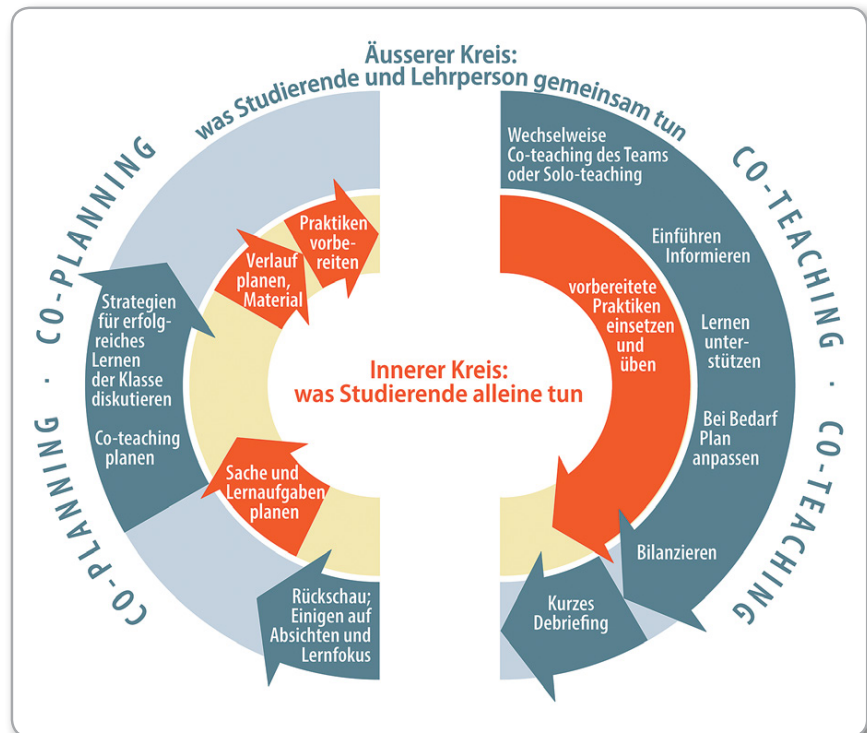 Äusserer Kreis:
was Studierende und Lehrperson gemeinsam tun
CO-PLANNING · CO-PLANNING
Rückschau;
Einigen auf
Absichten und
Lernfokus
Sache und
Lernaufgaben
planen
Strategien
für erfolg-
reiches
Lernen
der Klasse
diskutieren
Co-teaching
planen
Verlauf
planen,
Material
Praktiken
vorbe-
reiten
Innerer Kreis:
was Studierende alleine tun
CO-TEACHING · CO-TEACHING
Wechselweise
Co-teaching des Teams
oder Solo-teaching
Einführen
Informieren
vorbereitete
Praktiken
einsetzen
und
üben
Lernen
unter-
stützen
Bei Bedarf
Plan
anpassen
Bilanzieren
Kurzes
Debriefing